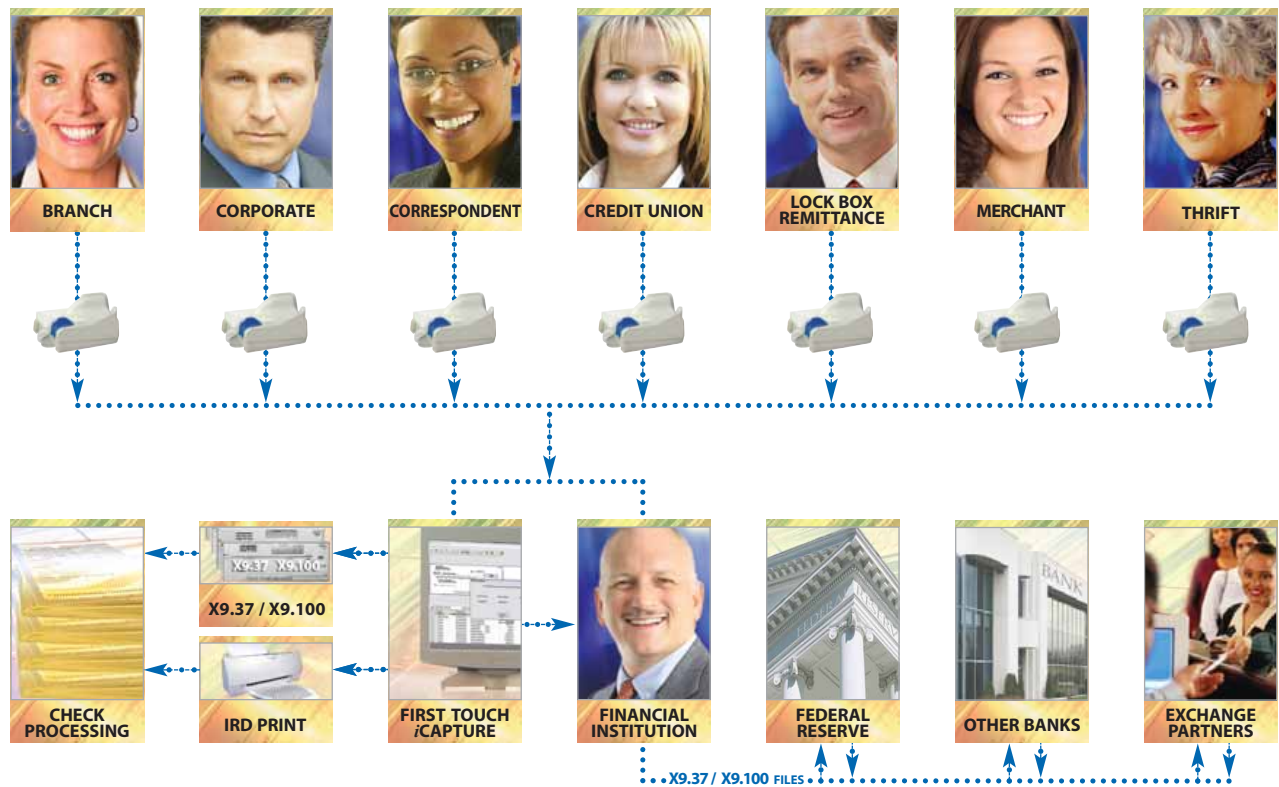 BRANCH
CORPORATE
CORRESPONDENT
CREDIT UNION
LOCK BOX
REMITTANCE
MERCHANT
THRIFT
X9.37 X9.100
X9.37 / X9.100
IRD PRINT
CHECK
PROCESSING
FIRST TOUCH
iCAPTURE
FINANCIAL
INSTITUTION
FEDERAL RESERV
FEDERAL
RESERVE
BANK
OTHER BANKS
EXCHANGE
PARTNERS
X9.37 / X9.100 FILES